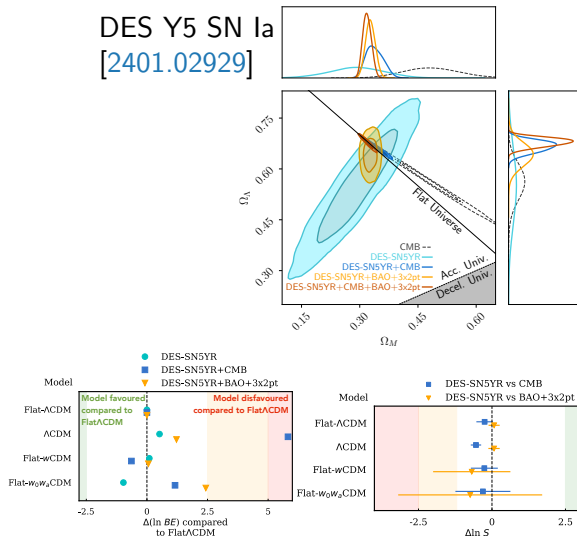 DES Y5 SN Ia
[2401.02929]
0.75
0.60
0.45
0.30
Ω_Λ
Flat Universe
CMB
DES-SN5YR
DES-SN5YR+CMB
DES-SN5YR+BAO+3x2pt
DES-SN5YR+CMB+BAO+3x2pt
Acc. Univ.
Decel. Univ.
0.15
0.30
0.45
0.60
Ω_M
DES-SN5YR
DES-SN5YR+CMB
Model
DES-SN5YR+BAO+3x2pt
Model favoured
compared to
FlatΛCDM
Model disfavoured
compared to FlatΛCDM
Flat-ΛCDM
ΛCDM
Flat-wCDM
Flat-w₀wₐCDM
-2.5
0
2.5
5
Δ(ln BE) compared
to FlatΛCDM
DES-SN5YR vs CMB
Model
DES-SN5YR vs BAO+3x2pt
Flat-ΛCDM
ΛCDM
Flat-wCDM
Flat-w₀wₐCDM
-2.5
0
2.5
Δln S